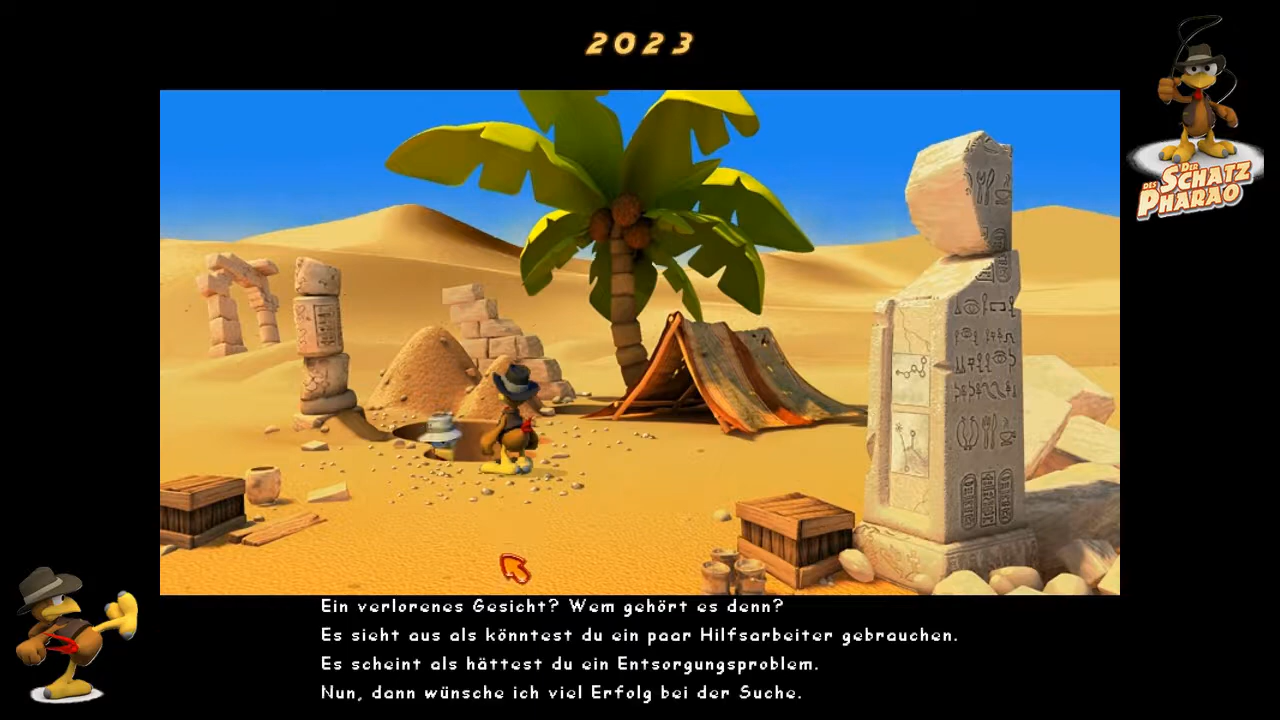 2023
DER
SCHATZ
DES
PHARAO
Ein verlorenes Gesicht? Wem gehört es denn?
Es sieht aus als könntest du ein paar Hilfsarbeiter gebrauchen.
Es scheint als hättest du ein Entsorgungsproblem.
Nun, dann wünsche ich viel Erfolg bei der Suche.